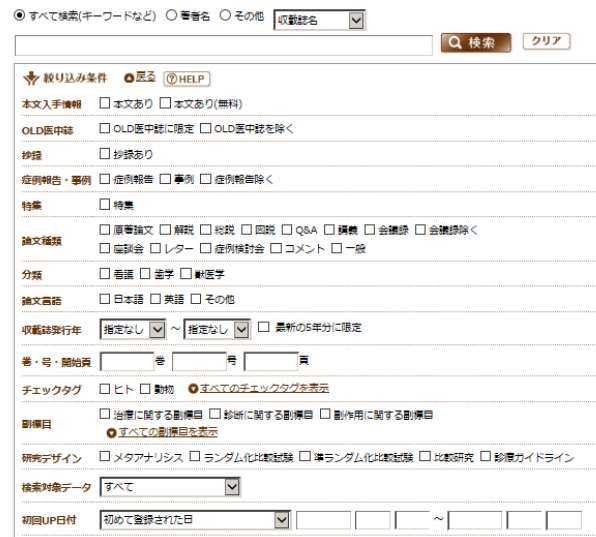 すべて検索(キーワードなど) 著者名 その他 収載誌名
検索 クリア
絞り込み条件 戻る ?HELP
本文入手情報 本文あり 本文あり(無料)
OLD医中誌 OLD医中誌に限定 OLD医中誌を除く
抄録 抄録あり
症例報告・事例 症例報告 事例 症例報告除く
特集 特集
論文種類 原著論文 解説 総説 図説 Q&A 講義 会議録 会議録除く
座談会 レター 症例検討会 コメント 一般
分類 看護 歯学 獣医学
論文言語 日本語 英語 その他
収載誌発行年 指定なし ～ 指定なし 最新の5年分に限定
巻・号・開始頁 巻 号 頁
チェックタグ ヒト 動物 すべてのチェックタグを表示
副標目 治療に関する副標目 診断に関する副標目 副作用に関する副標目
すべての副標目を表示
研究デザイン メタアナリシス ランダム化比較試験 準ランダム化比較試験 比較研究 診療ガイドライン
検索対象データ すべて
初回UP日付 初めて登録された日 ～